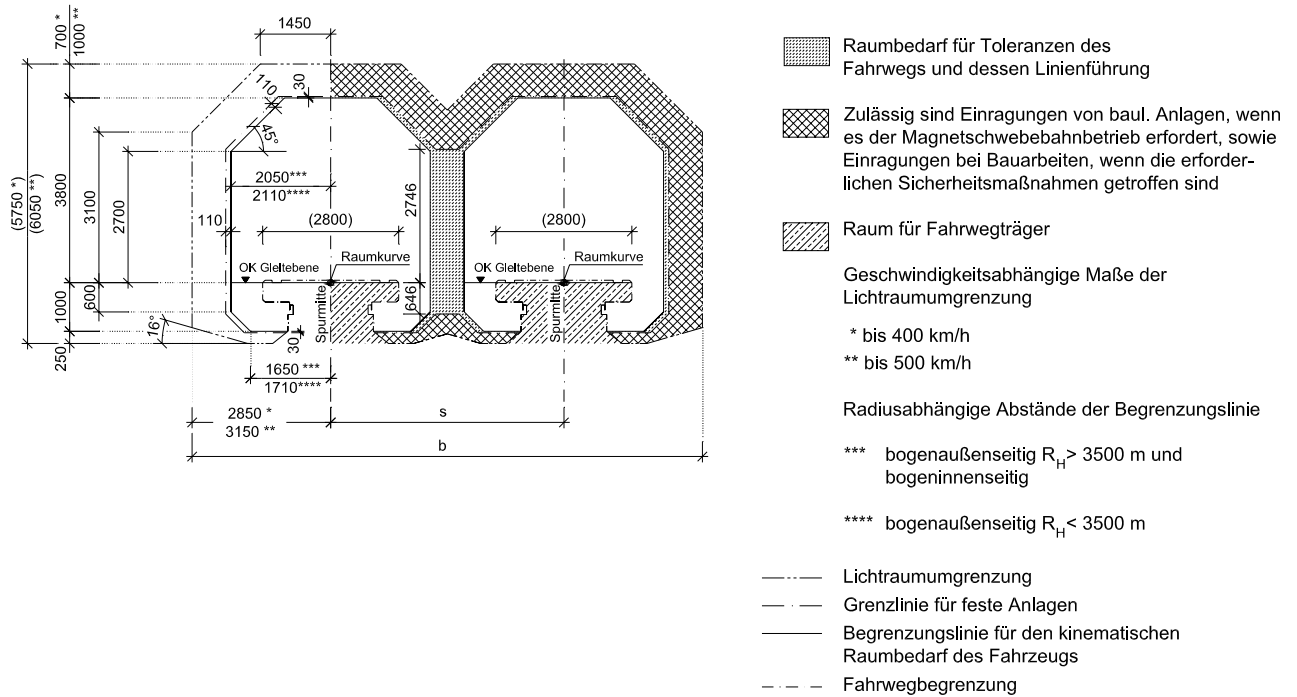 700 *
1000 **
1450
110
30
45°
(5750 *)
(6050 **)
3800
3100
2700
2050***
2110****
2746
110
(2800)
(2800)
OK Gleitebene
Raumkurve
OK Gleitebene
Raumkurve
1000
600
646
Spurmitte
Spurmitte
16°
250
30
1650 ***
1710****
2850 *
3150 **
s
b
Raumbedarf für Toleranzen des
Fahrwegs und dessen Linienführung
Zulässig sind Einragungen von baul. Anlagen, wenn
es der Magnetschwebebahnbetrieb erfordert, sowie
Einragungen bei Bauarbeiten, wenn die erforder-
lichen Sicherheitsmaßnahmen getroffen sind
Raum für Fahrwegträger
Geschwindigkeitsabhängige Maße der
Lichtraumumgrenzung
* bis 400 km/h
** bis 500 km/h
Radiusabhängige Abstände der Begrenzungslinie
*** bogenaußenseitig RH> 3500 m und
bogeninnenseitig
**** bogenaußenseitig RH< 3500 m
Lichtraumumgrenzung
Grenzlinie für feste Anlagen
Begrenzungslinie für den kinematischen
Raumbedarf des Fahrzeugs
Fahrwegbegrenzung